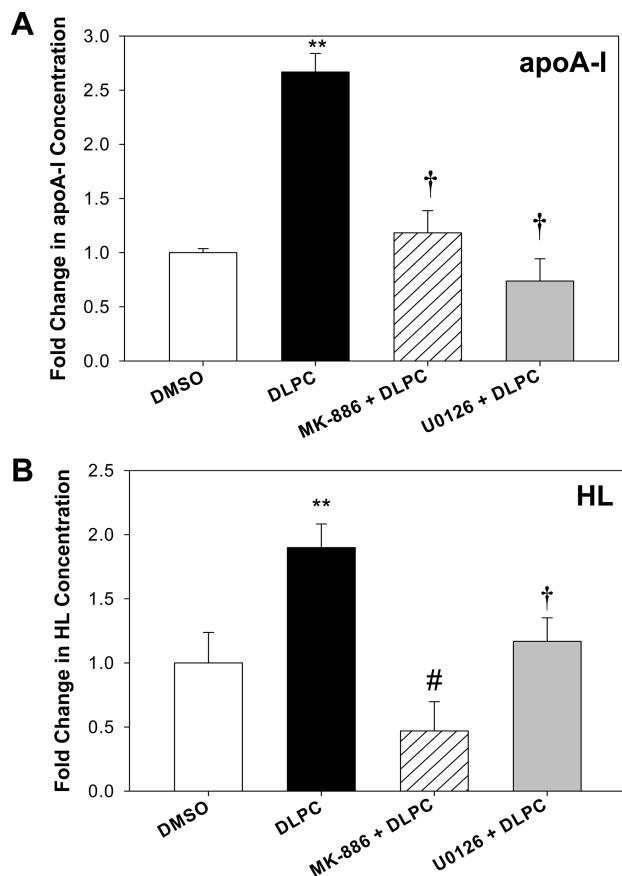 A
apoA-I
Fold Change in apoA-I Concentration
3.0
2.5
2.0
1.5
1.0
0.5
0.0
**
†
†
DMSO
DLPC
MK-886 + DLPC
U0126 + DLPC
B
HL
Fold Change in HL Concentration
2.5
2.0
1.5
1.0
0.5
0.0
**
#
†
DMSO
DLPC
MK-886 + DLPC
U0126 + DLPC